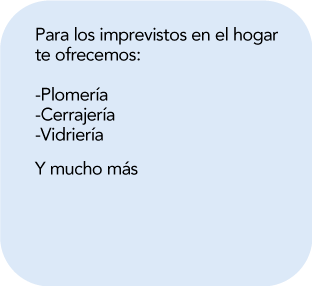 Para los imprevistos en el hogar
te ofrecemos:
-Plomería
-Cerrajería
-Vidriería
Y mucho más